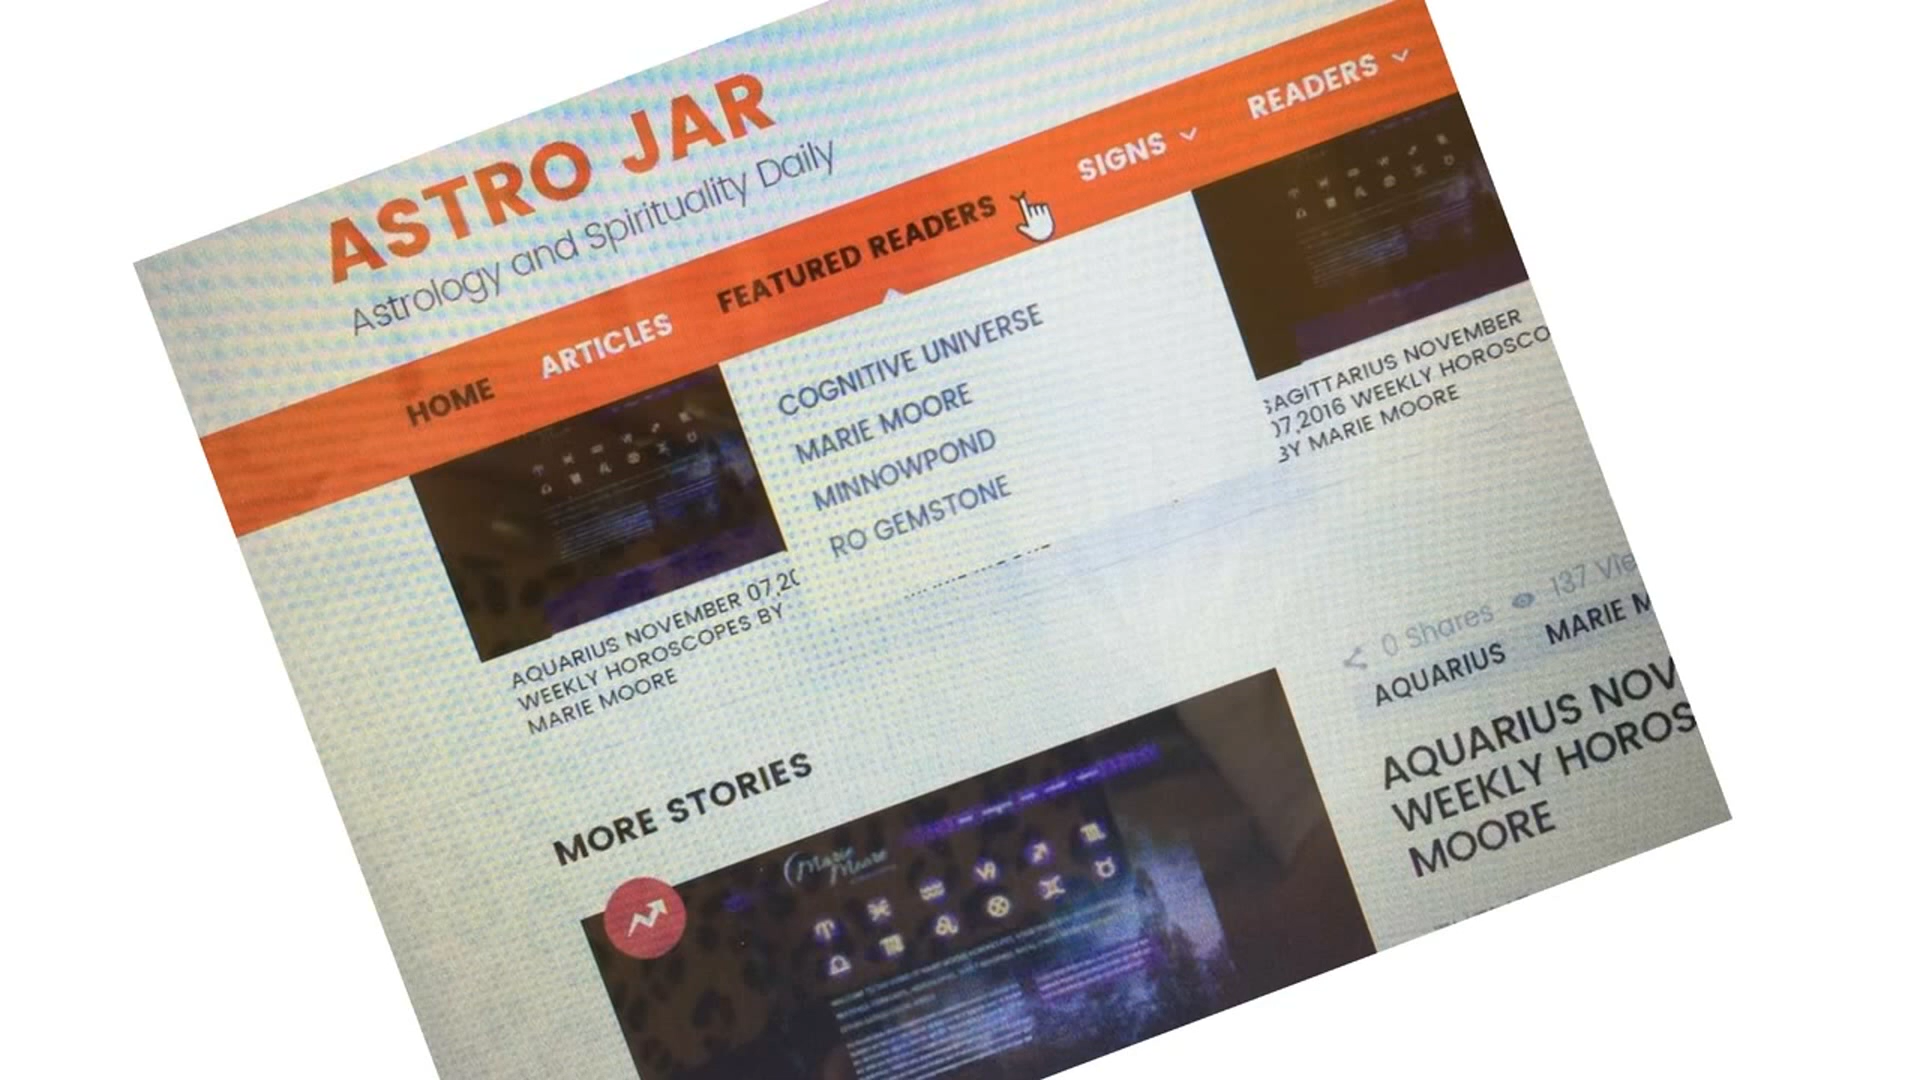 ASTRO JAR
Astrology and Spirituality Daily
HOME ARTICLES FEATURED READERS SIGNS READERS
COGNITIVE UNIVERSE
MARIE MOORE
MINNOWPOND
RO GEMSTONE
AQUARIUS NOVEMBER 07,20
WEEKLY HOROSCOPES BY
MARIE MOORE
SAGITTARIUS NOVEMBER
07,2016 WEEKLY HOROSCO
BY MARIE MOORE
MORE STORIES
Marie
Moore
0 Shares 137 Vie
AQUARIUS MARIE M
AQUARIUS NOV
WEEKLY HOROS
MOORE